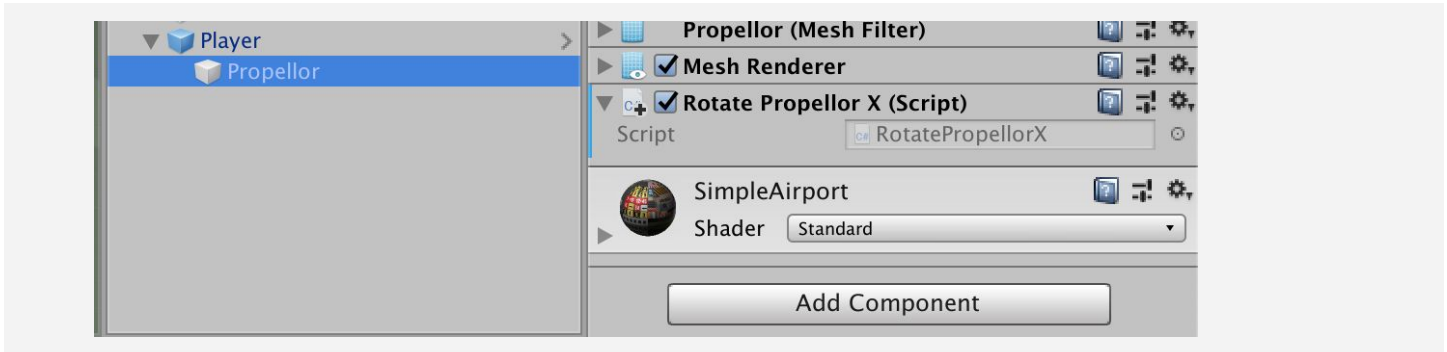 Player
Propellor
Propellor (Mesh Filter)
Mesh Renderer
Rotate Propellor X (Script)
Script RotatePropellorX
SimpleAirport
Shader Standard
Add Component